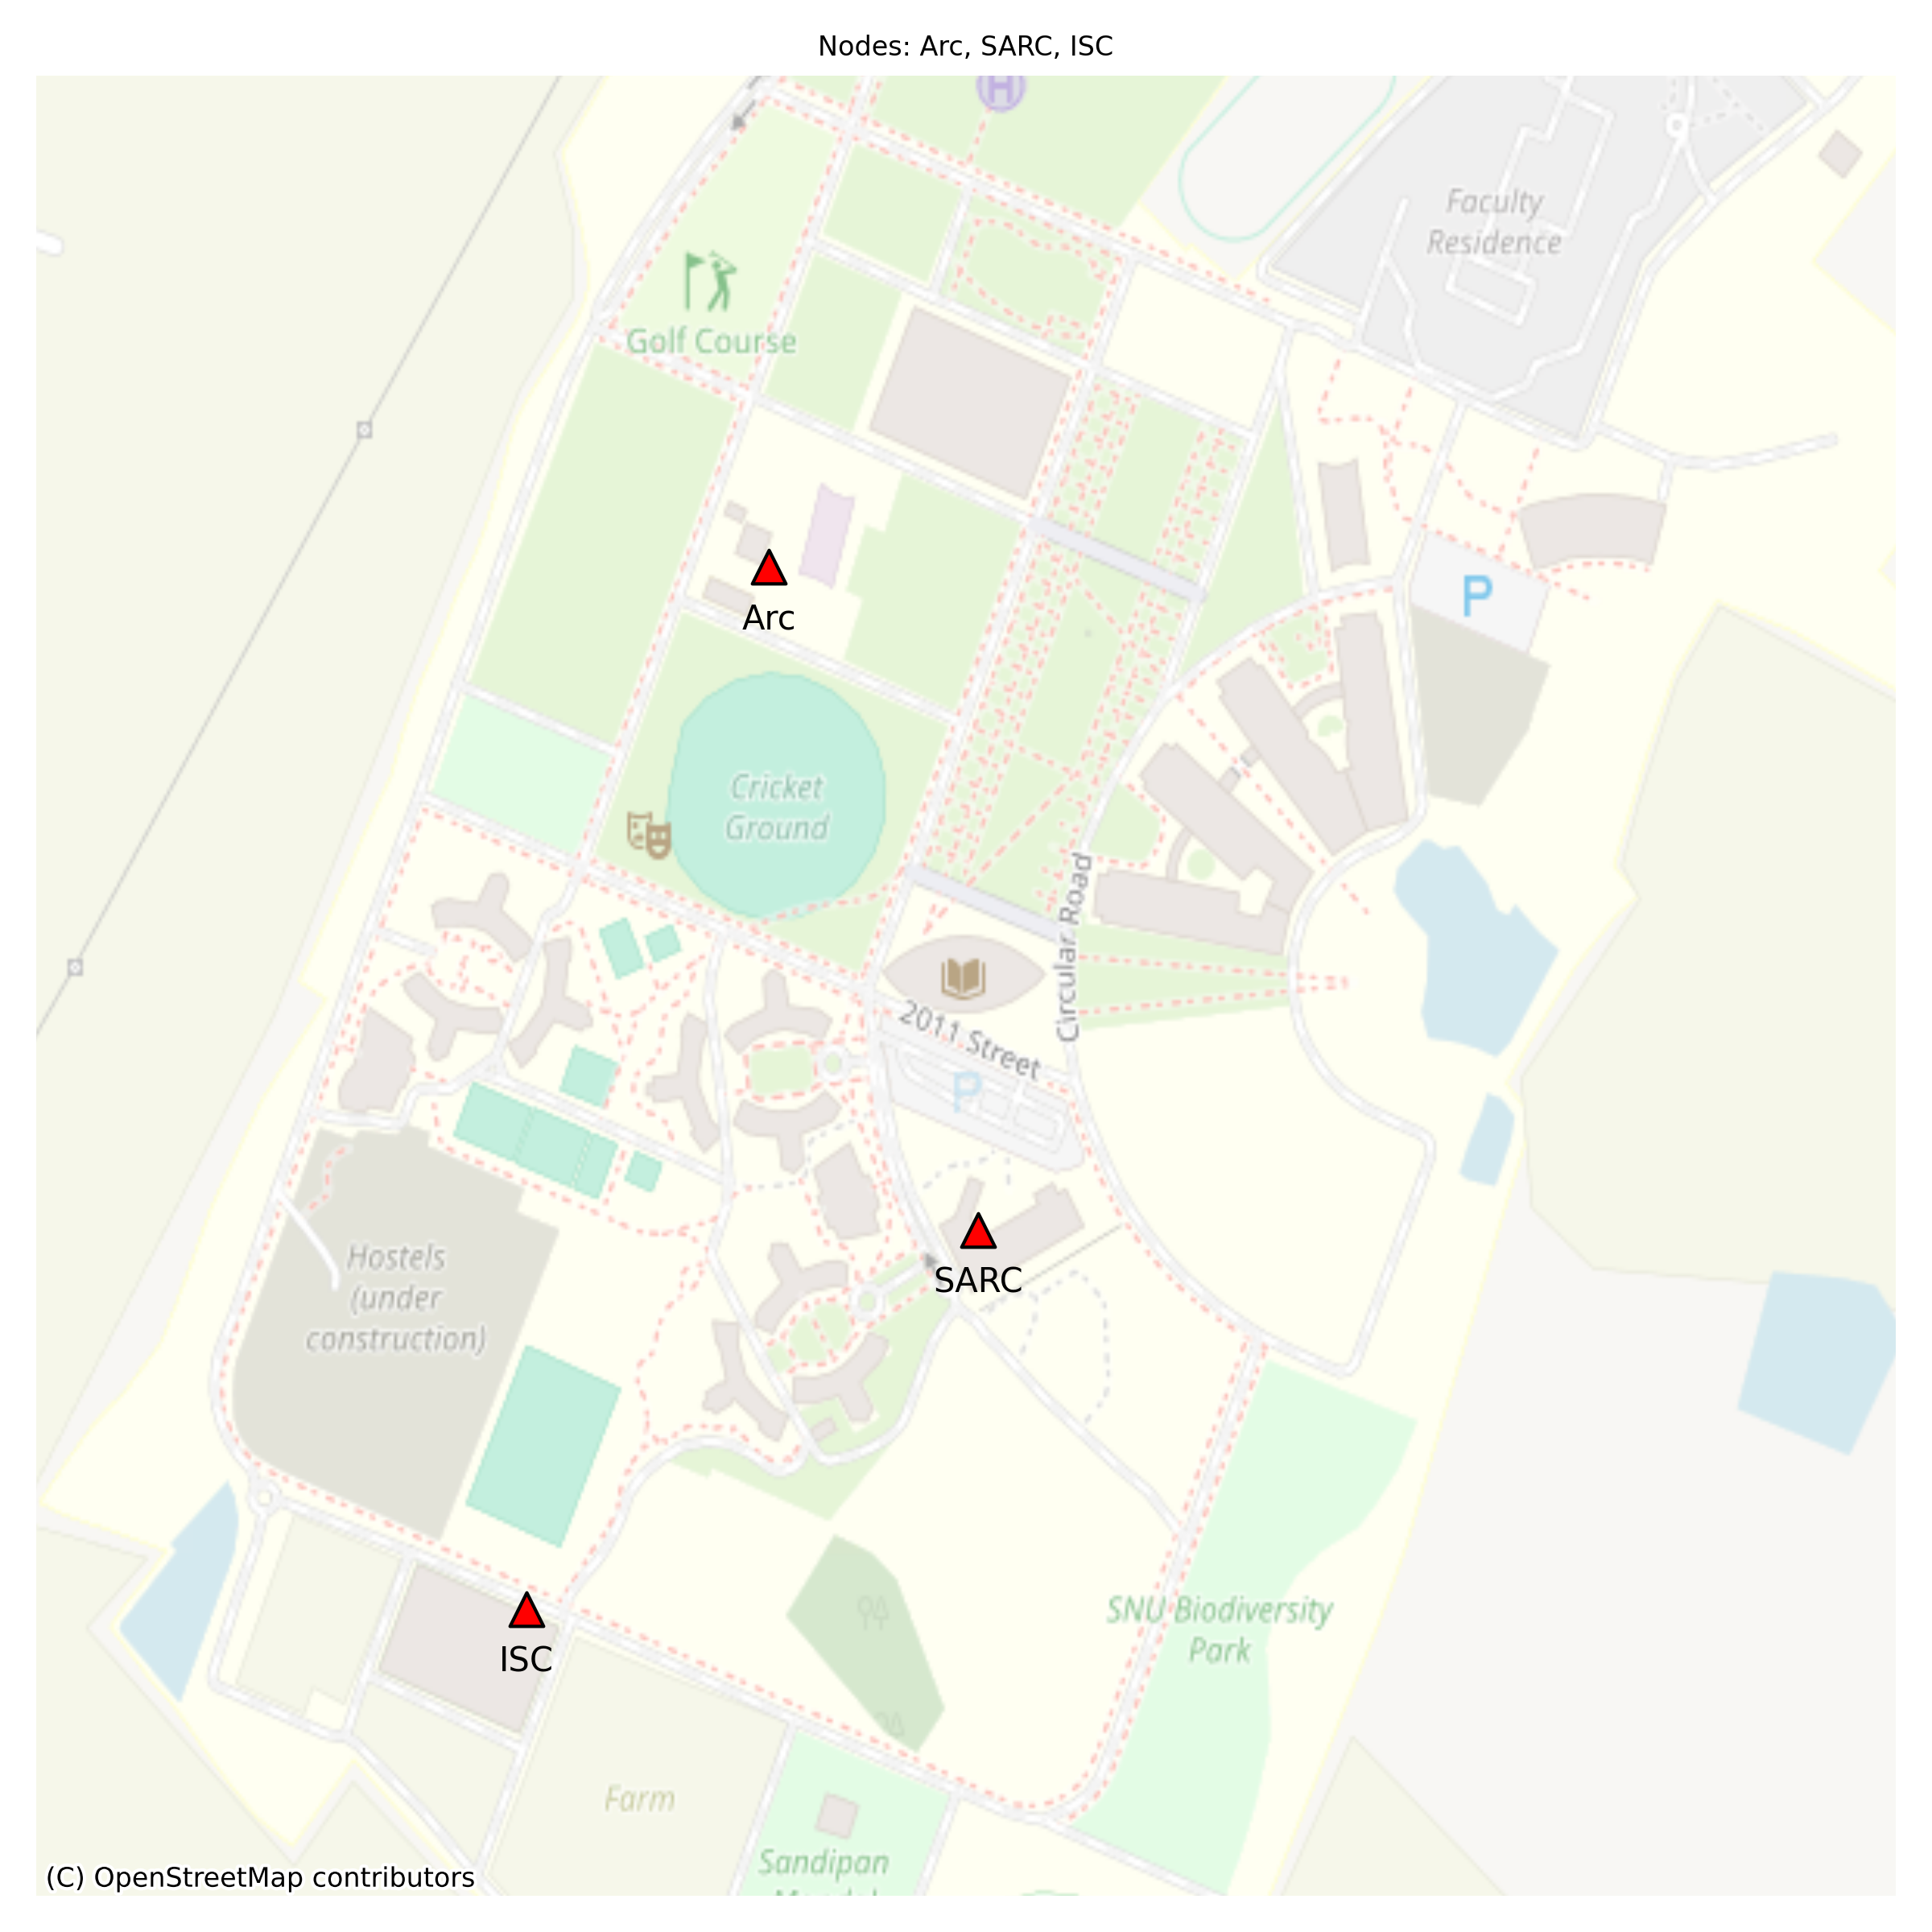 Nodes: Arc, SARC, ISC
H
Faculty
Residence
Golf Course
Arc
P
Cricket
Ground
Circular Road
2011 Street
P
SARC
Hostels
(under
construction)
ISC
SNU Biodiversity
Park
Farm
Sandipan
(C) OpenStreetMap contributors